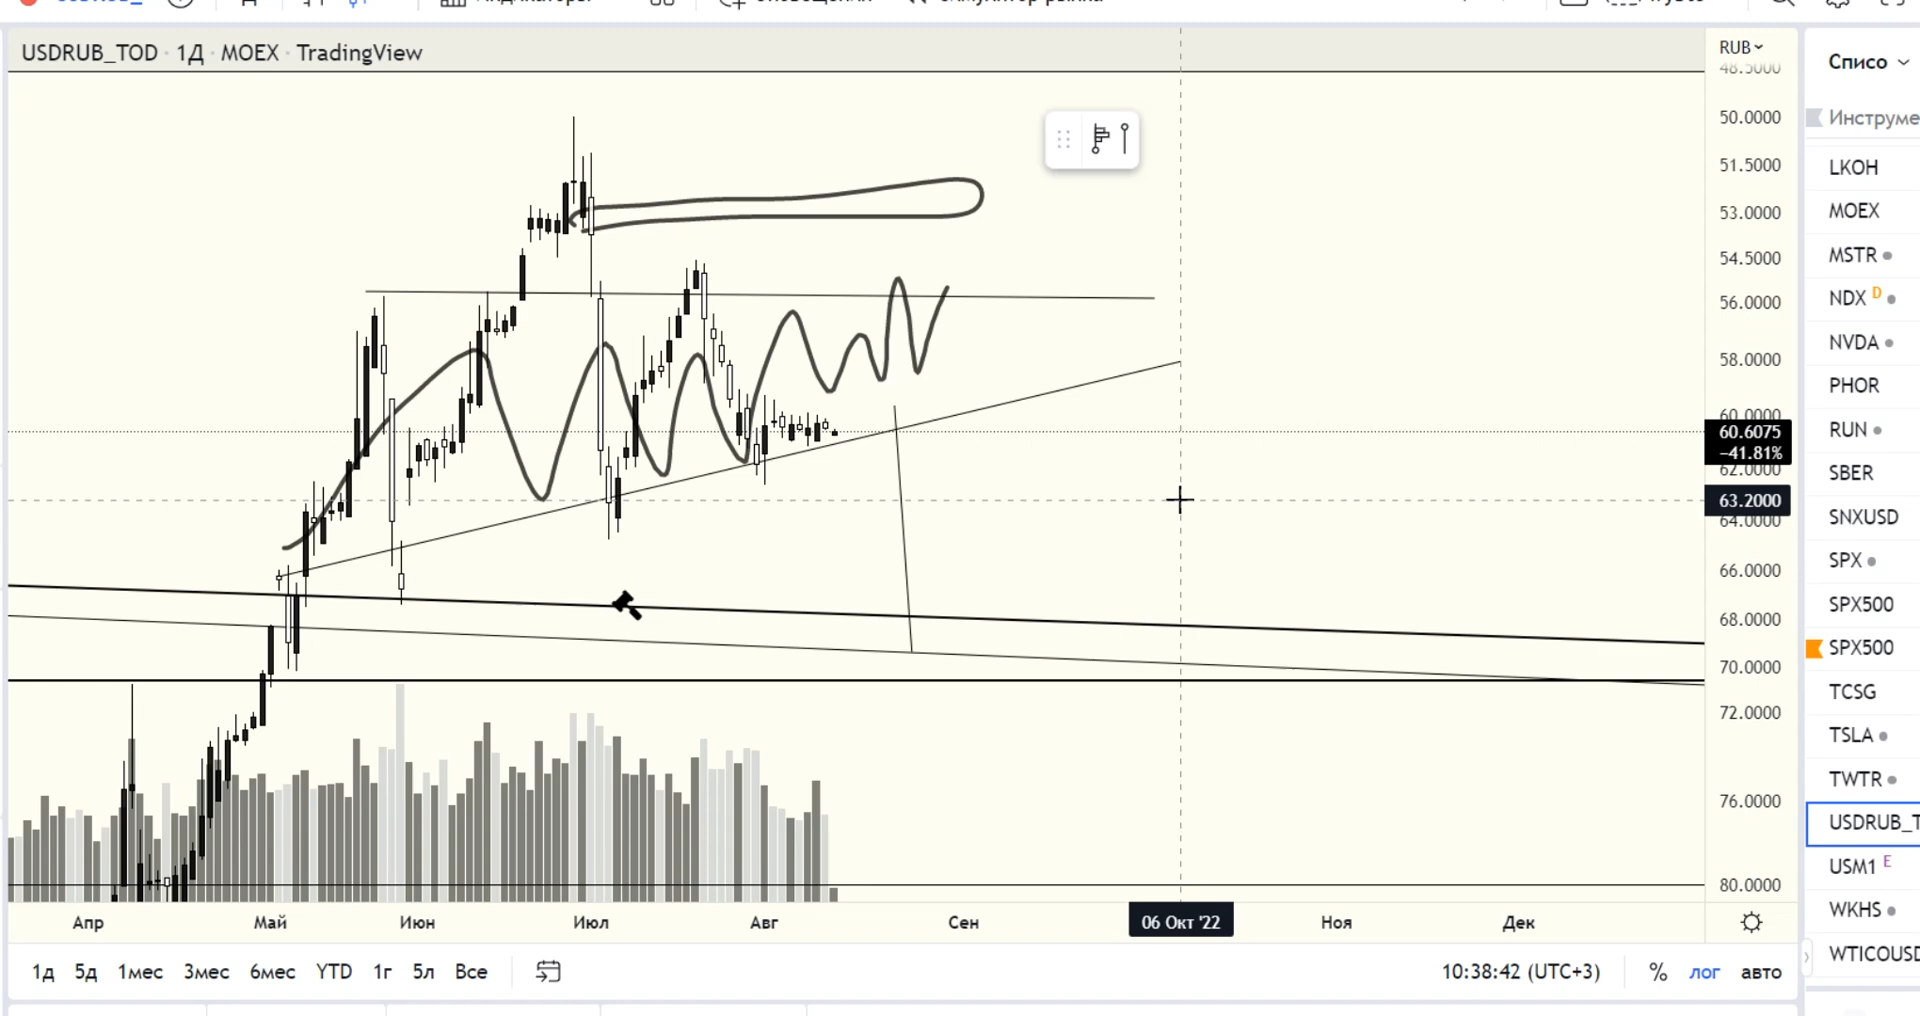 USDRUB_TOD · 1Д · MOEX · TradingView
RUB
48.5000
50.0000
51.5000
53.0000
54.5000
56.0000
58.0000
60.0000
60.6075
−41.81%
62.0000
63.2000
64.0000
66.0000
68.0000
70.0000
72.0000
76.0000
80.0000
Апр Май Июн Июл Авг Сен 06 Окт '22 Ноя Дек
1д 5д 1мес 3мес 6мес YTD 1г 5л Все
10:38:42 (UTC+3) % лог авто
Списо
Инструме
LKOH
MOEX
MSTR
NDX D
NVDA
PHOR
RUN
SBER
SNXUSD
SPX
SPX500
SPX500
TCSG
TSLA
TWTR
USDRUB_T
USM1 E
WKHS
WTICOUSD